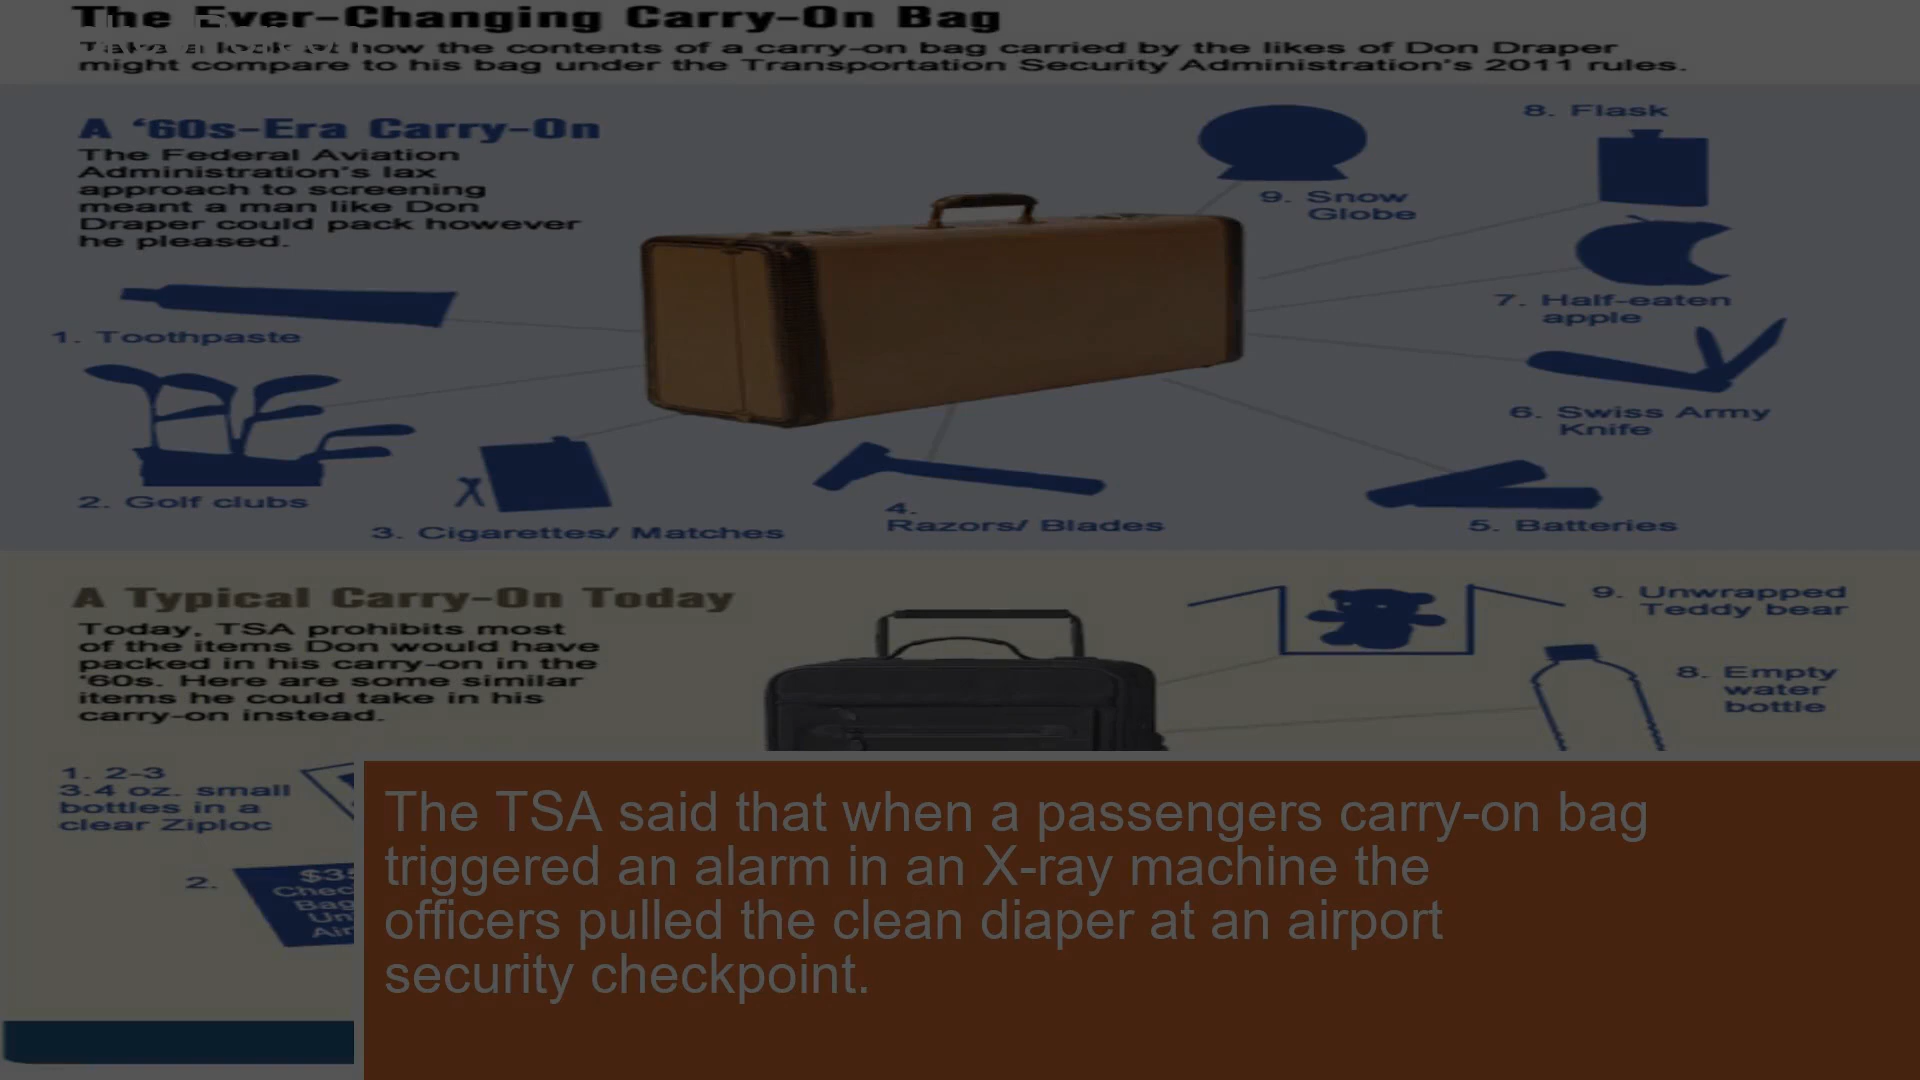 The Ever-Changing Carry-On Bag
Take a look at how the contents of a carry-on bag carried by the likes of Don Draper
might compare to his bag under the Transportation Security Administration's 2011 rules.
A ‘60s-Era Carry-On
The Federal Aviation
Administration's lax
approach to screening
meant a man like Don
Draper could pack however
he pleased.
1. Toothpaste
2. Golf clubs
3. Cigarettes/ Matches
4.
Razors/ Blades
5. Batteries
6. Swiss Army
Knife
7. Half-eaten
apple
8. Flask
9. Snow
Globe
A Typical Carry-On Today
Today, TSA prohibits most
of the items Don would have
packed in his carry-on in the
‘60s. Here are some similar
items he could take in his
carry-on instead.
1. 2-3
3.4 oz. small
bottles in a
clear Ziploc
2.
9. Unwrapped
Teddy bear
8. Empty
water
bottle
The TSA said that when a passengers carry-on bag
triggered an alarm in an X-ray machine the
officers pulled the clean diaper at an airport
security checkpoint.